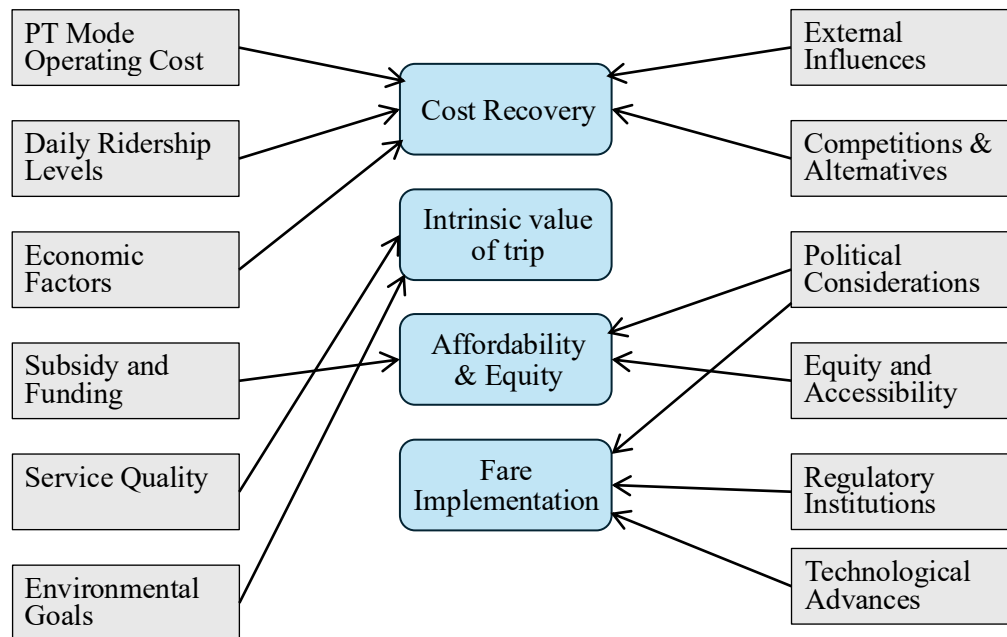 PT Mode
Operating Cost
Daily Ridership
Levels
Economic
Factors
Subsidy and
Funding
Service Quality
Environmental
Goals
Cost Recovery
Intrinsic value
of trip
Affordability
& Equity
Fare
Implementation
External
Influences
Competitions &
Alternatives
Political
Considerations
Equity and
Accessibility
Regulatory
Institutions
Technological
Advances